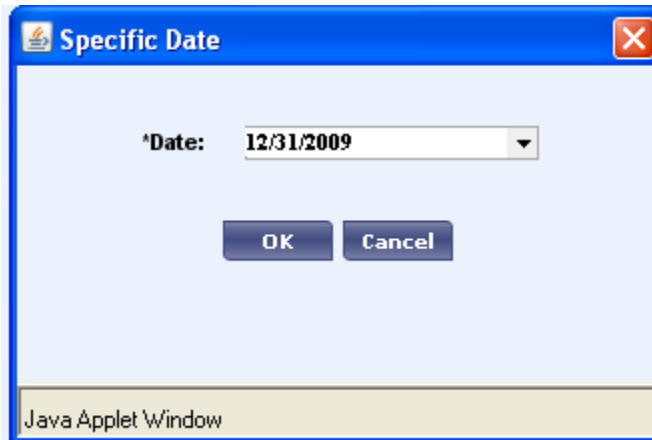 Specific Date
*Date: 12/31/2009
OK Cancel
Java Applet Window